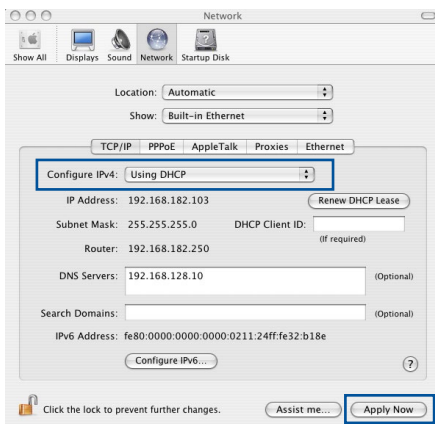 Network
Show All Displays Sound Network Startup Disk
Location: Automatic
Show: Built-in Ethernet
TCP/IP PPPoE AppleTalk Proxies Ethernet
Configure IPv4: Using DHCP
IP Address: 192.168.182.103 Renew DHCP Lease
Subnet Mask: 255.255.255.0 DHCP Client ID:
(If required)
Router: 192.168.182.250
DNS Servers: 192.168.128.10 (Optional)
Search Domains: (Optional)
IPv6 Address: fe80:0000:0000:0000:0211:24ff:fe32:b18e
Configure IPv6... ?
Click the lock to prevent further changes. Assist me... Apply Now